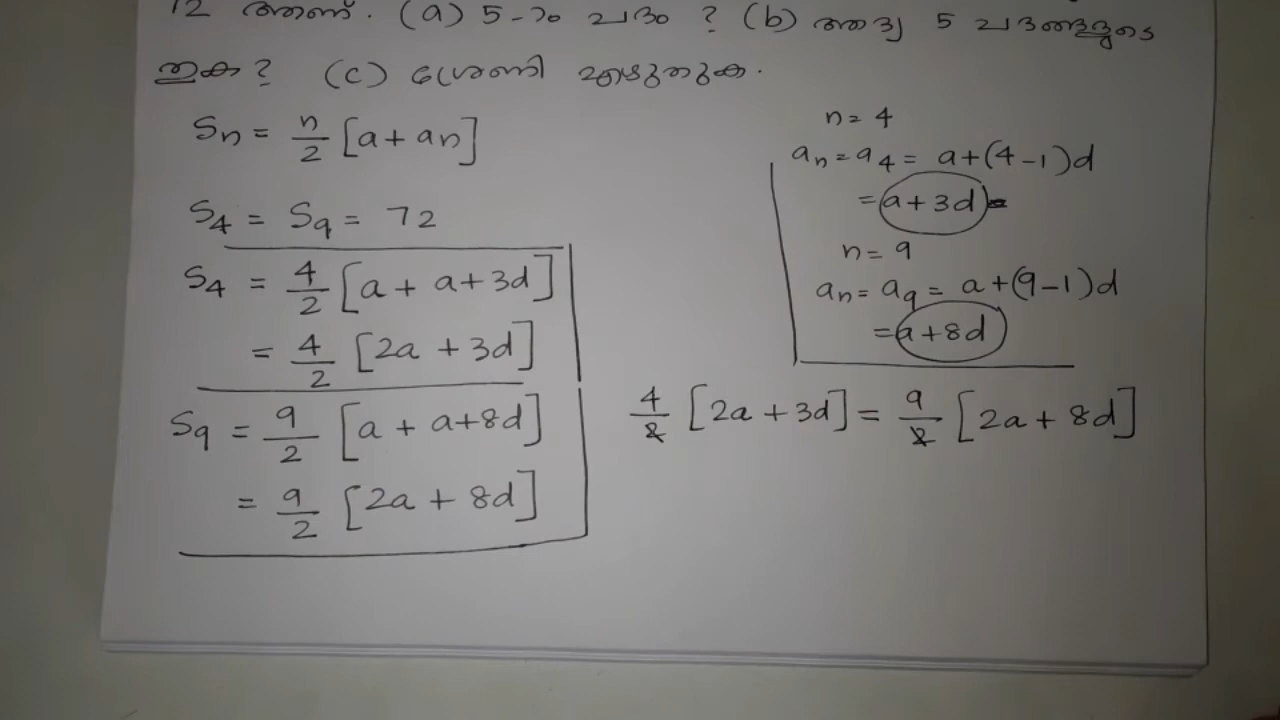 72 ആണ്. (a) 5-ാം പദം ? (b) ആദ്യ 5 പദങ്ങളുടെ
തുക? (c) ശ്രേണി എഴുതുക.
Sn = n/2 [a + an]
S4 = S9 = 72
S4 = 4/2 [a + a+3d]
= 4/2 [2a + 3d]
S9 = 9/2 [a + a+8d]
= 9/2 [2a + 8d]
n = 4
an = a4 = a+(4-1)d
= a+3d
n = 9
an = a9 = a+(9-1)d
= a+8d
4/2 [2a+3d] = 9/2 [2a+8d]